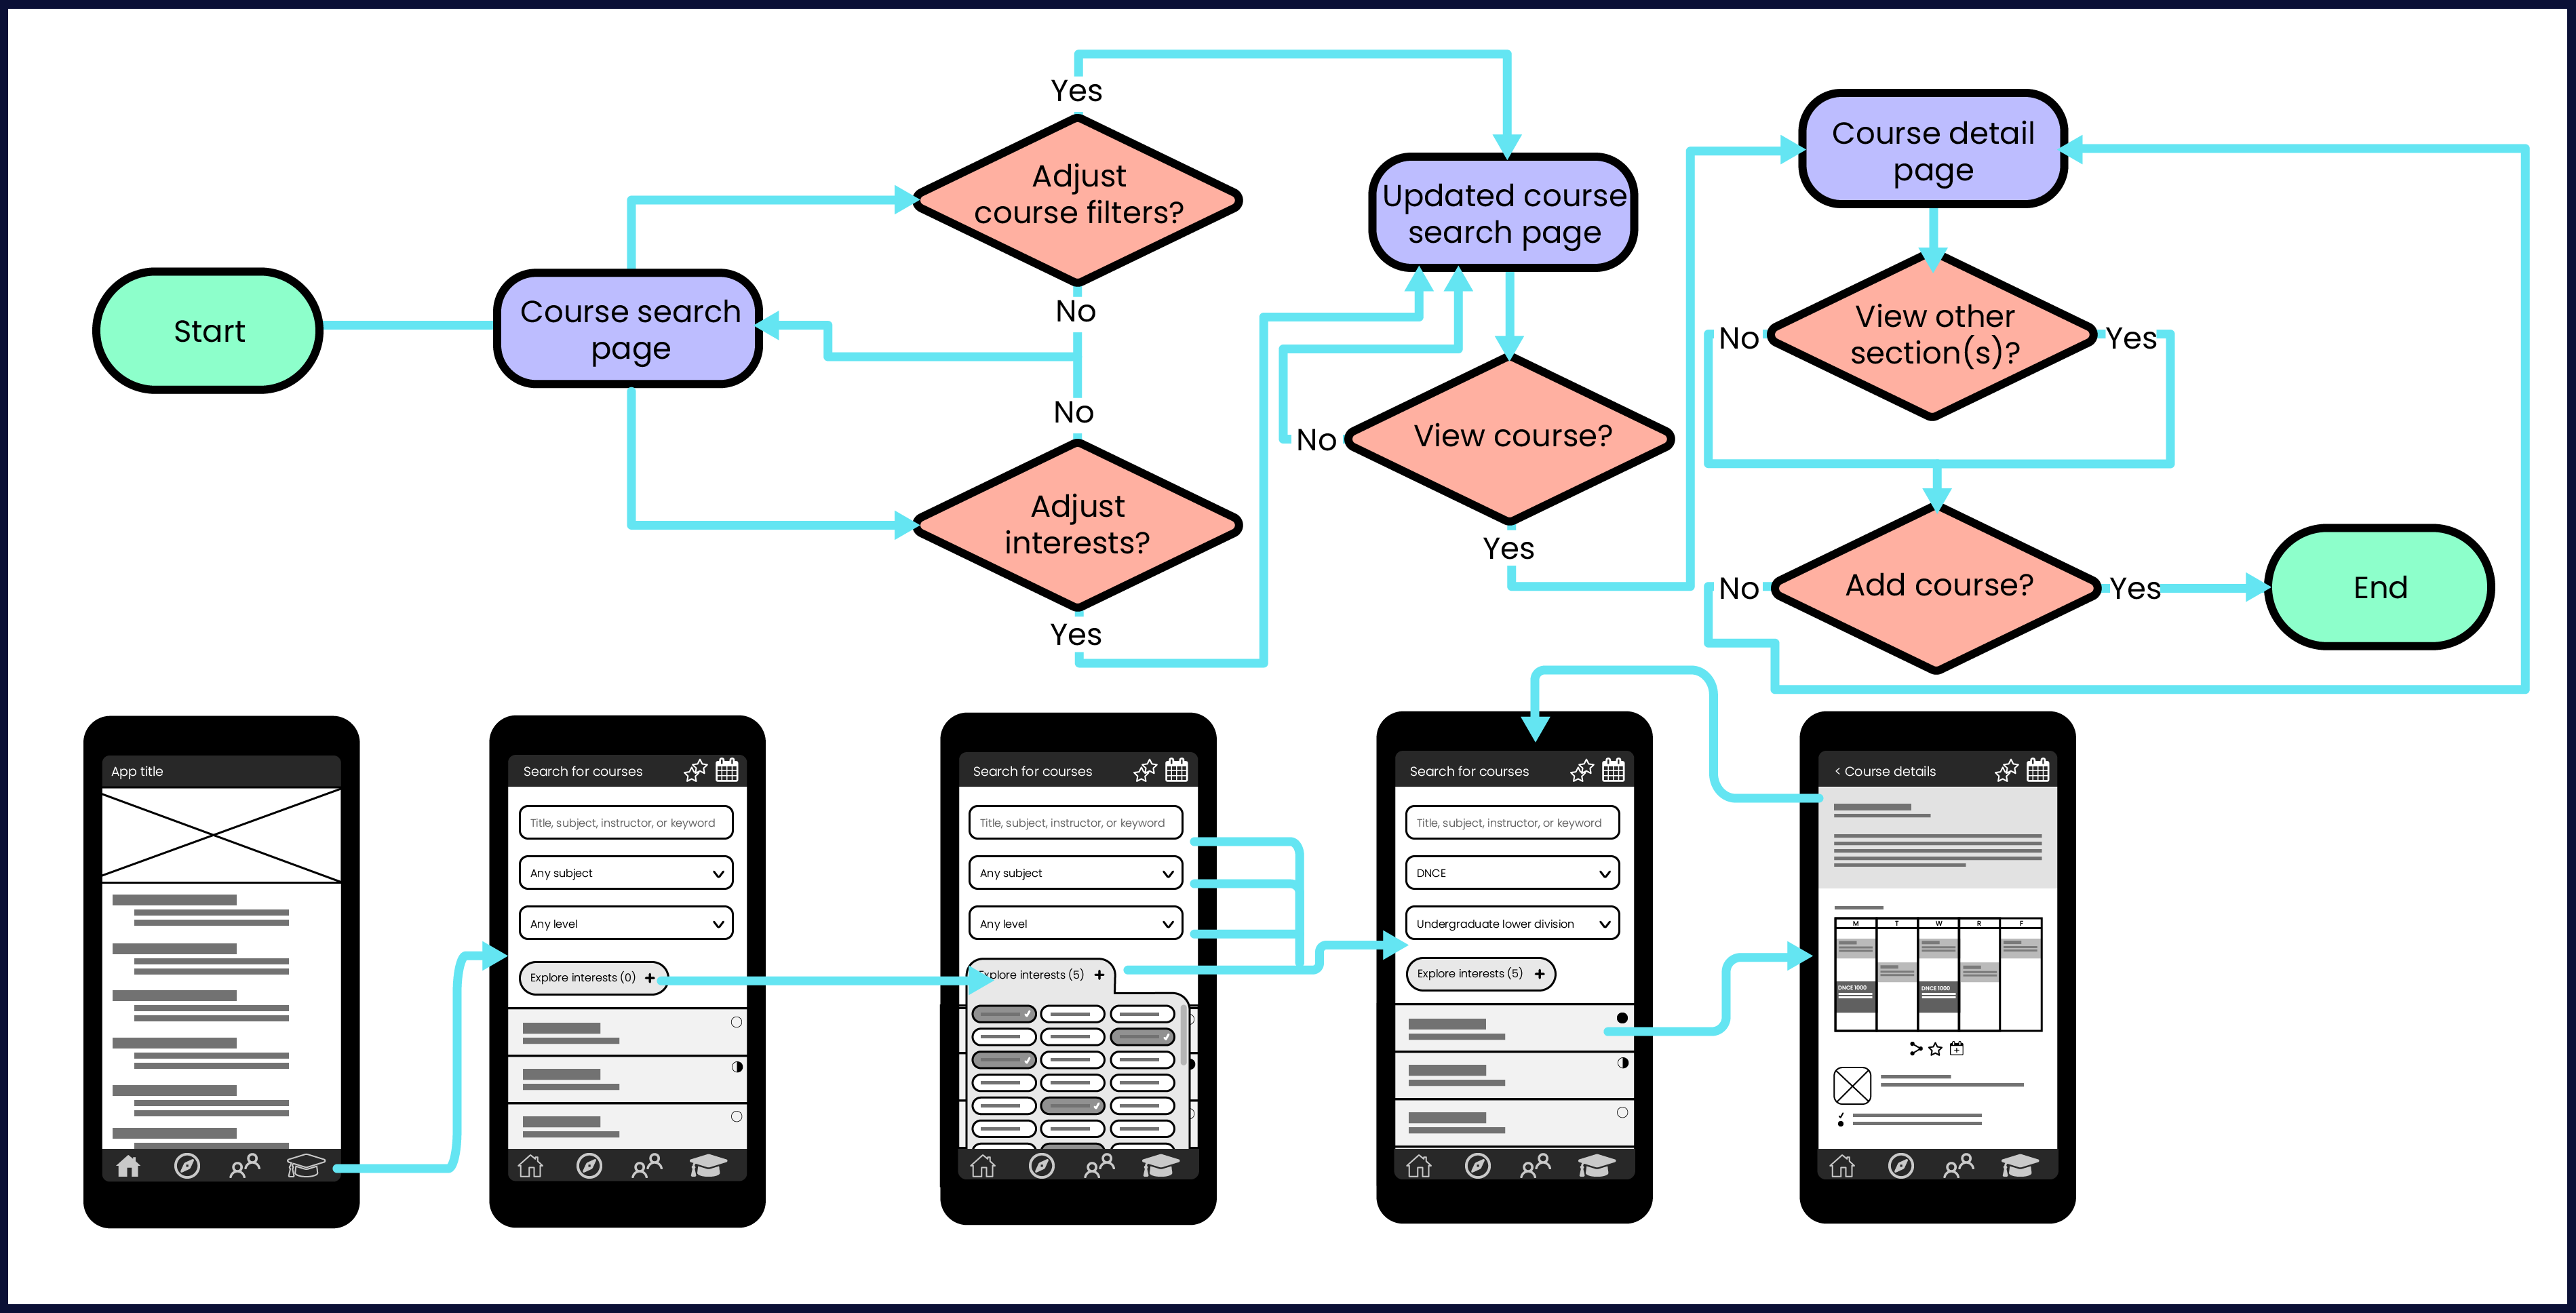 Yes
Adjust
course filters?
No
Start
Course search
page
No
Adjust
interests?
Yes
Updated course
search page
No
View course?
Yes
Course detail
page
No
View other
section(s)?
Yes
No
Add course?
Yes
End
App title
Search for courses
Title, subject, instructor, or keyword
Any subject
Any level
Explore interests (0) +
Search for courses
Title, subject, instructor, or keyword
Any subject
Any level
Explore interests (5) +
Search for courses
Title, subject, instructor, or keyword
DNCE
Undergraduate lower division
Explore interests (5) +
< Course details
M T W R F
DNCE 1000 DNCE 1000